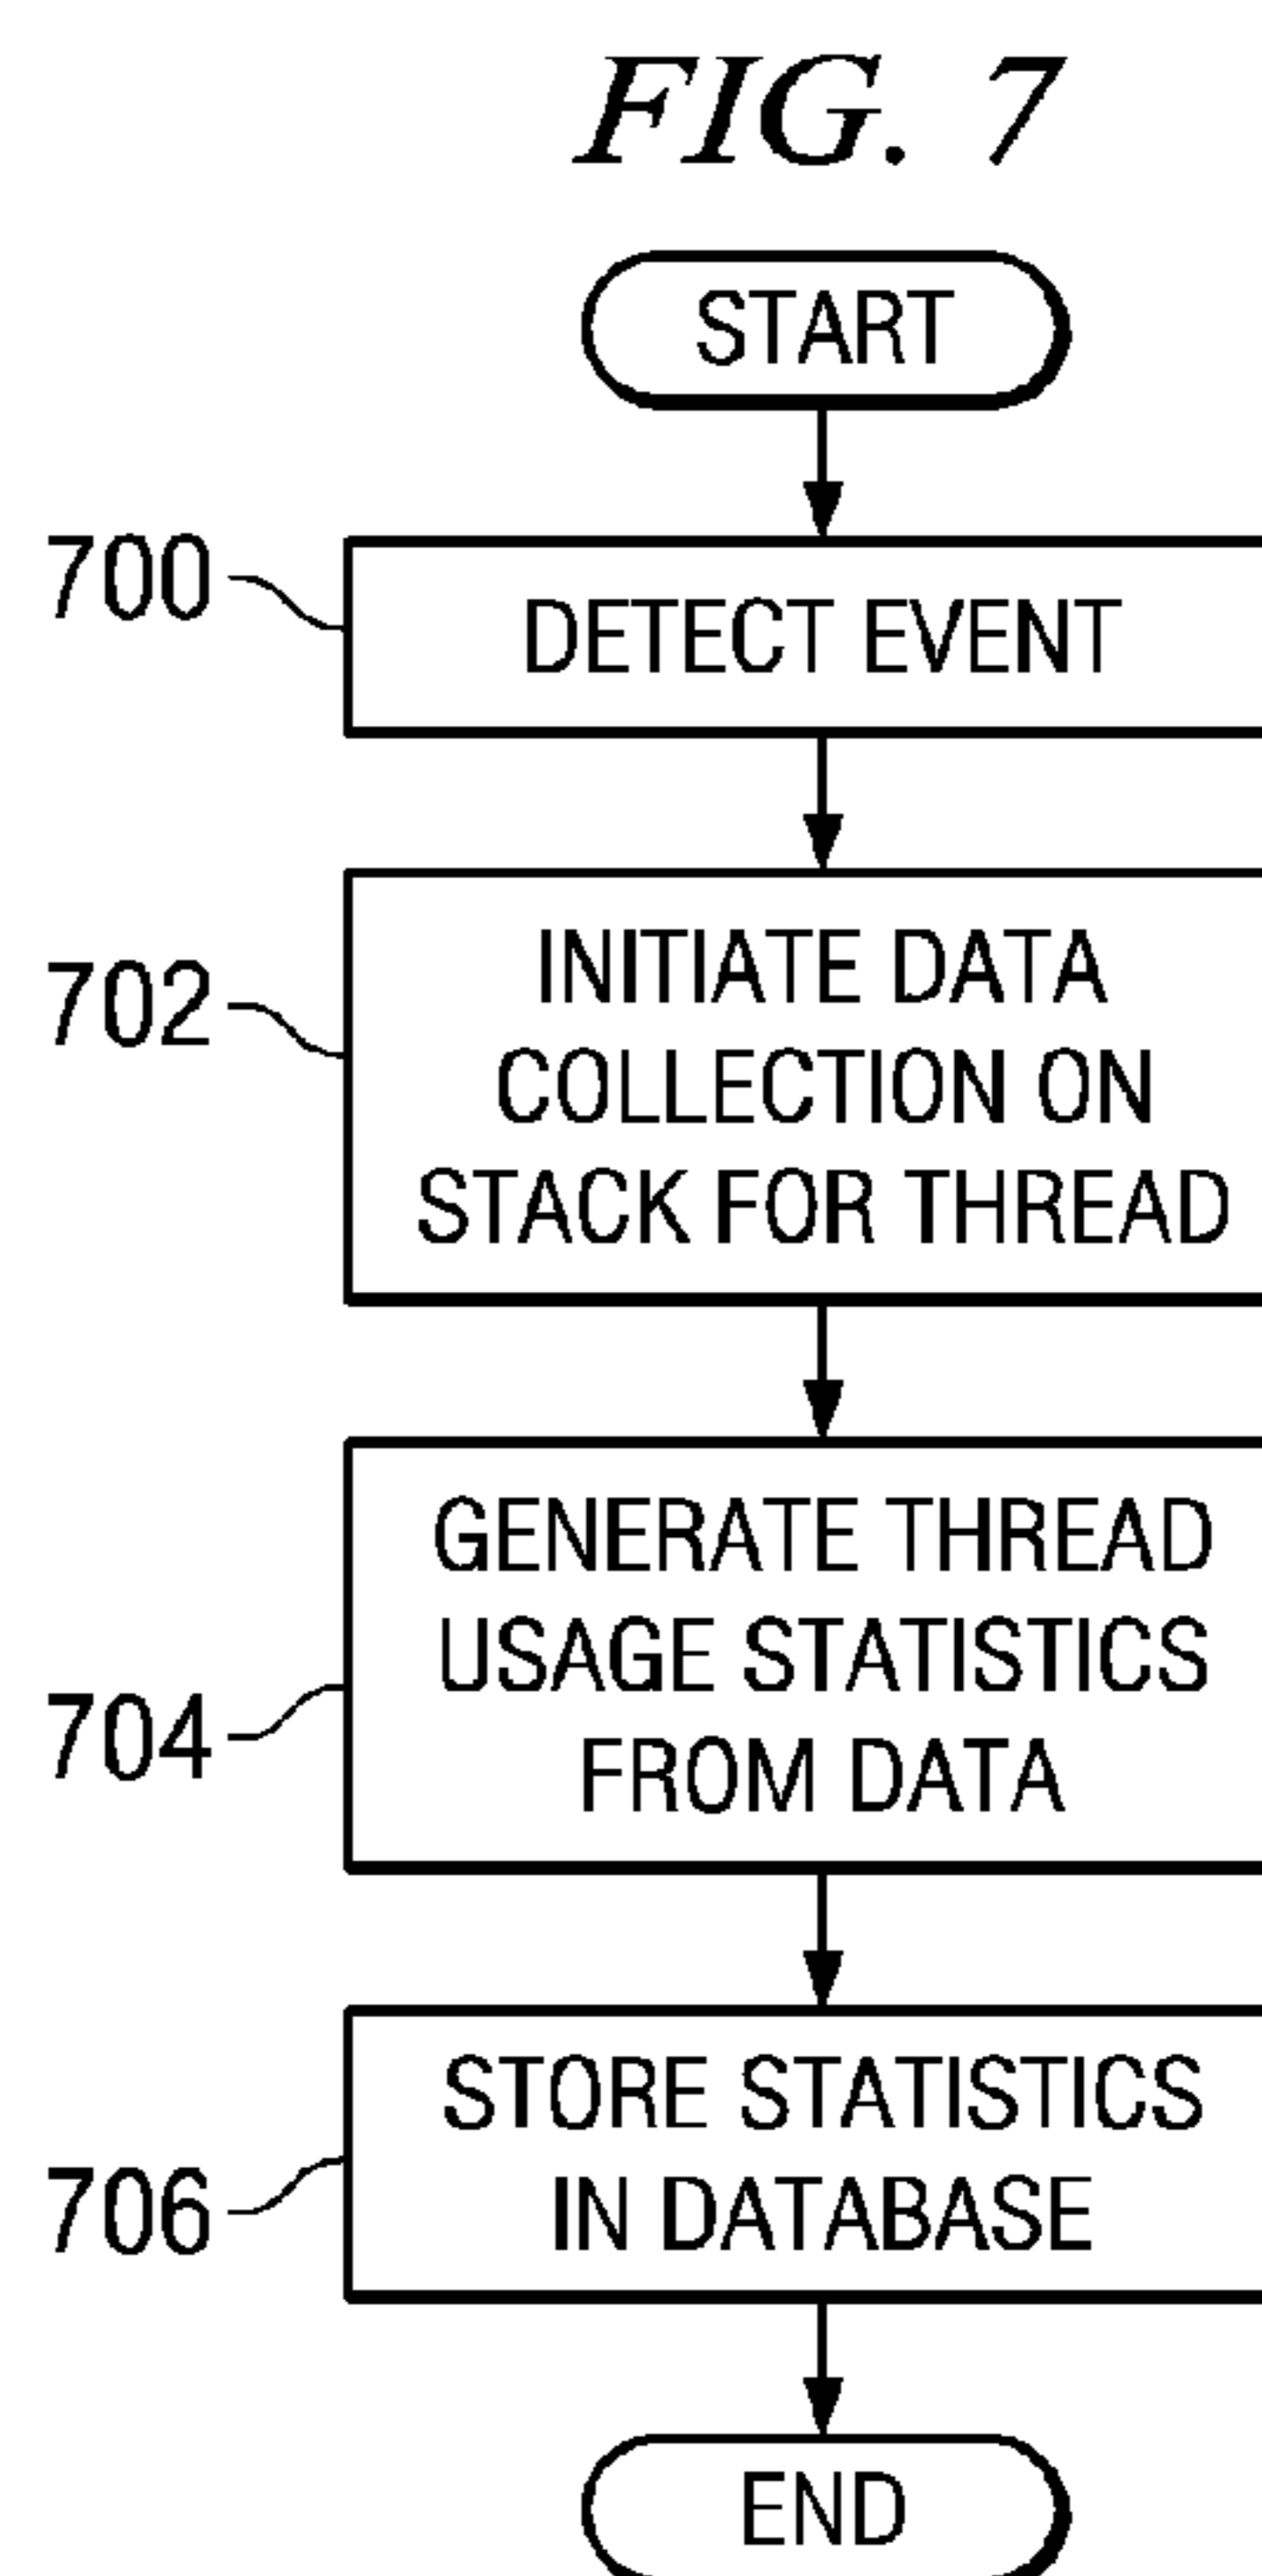 FIG. 7
START
700
DETECT EVENT
702
INITIATE DATA
COLLECTION ON
STACK FOR THREAD
704
GENERATE THREAD
USAGE STATISTICS
FROM DATA
706
STORE STATISTICS
IN DATABASE
END